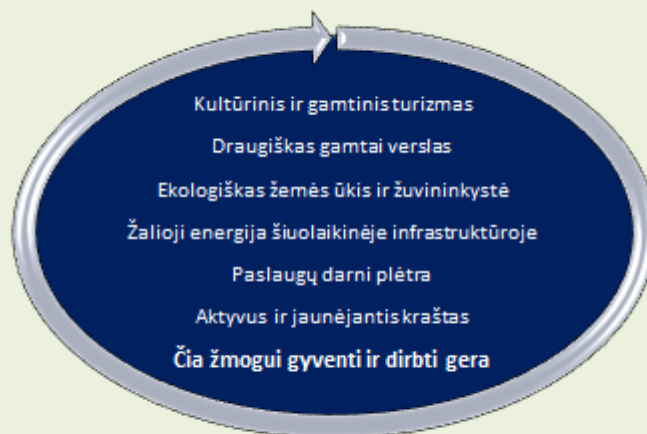 Kultūrinis ir gamtinis turizmas
Draugiškas gamtai verslas
Ekologiškas žemės ūkis ir žuvininkystė
Žalioji energija šiuolaikinėje infrastruktūroje
Paslaugų darni plėtra
Aktyvus ir jaunėjantis kraštas
Čia žmogui gyventi ir dirbti gera